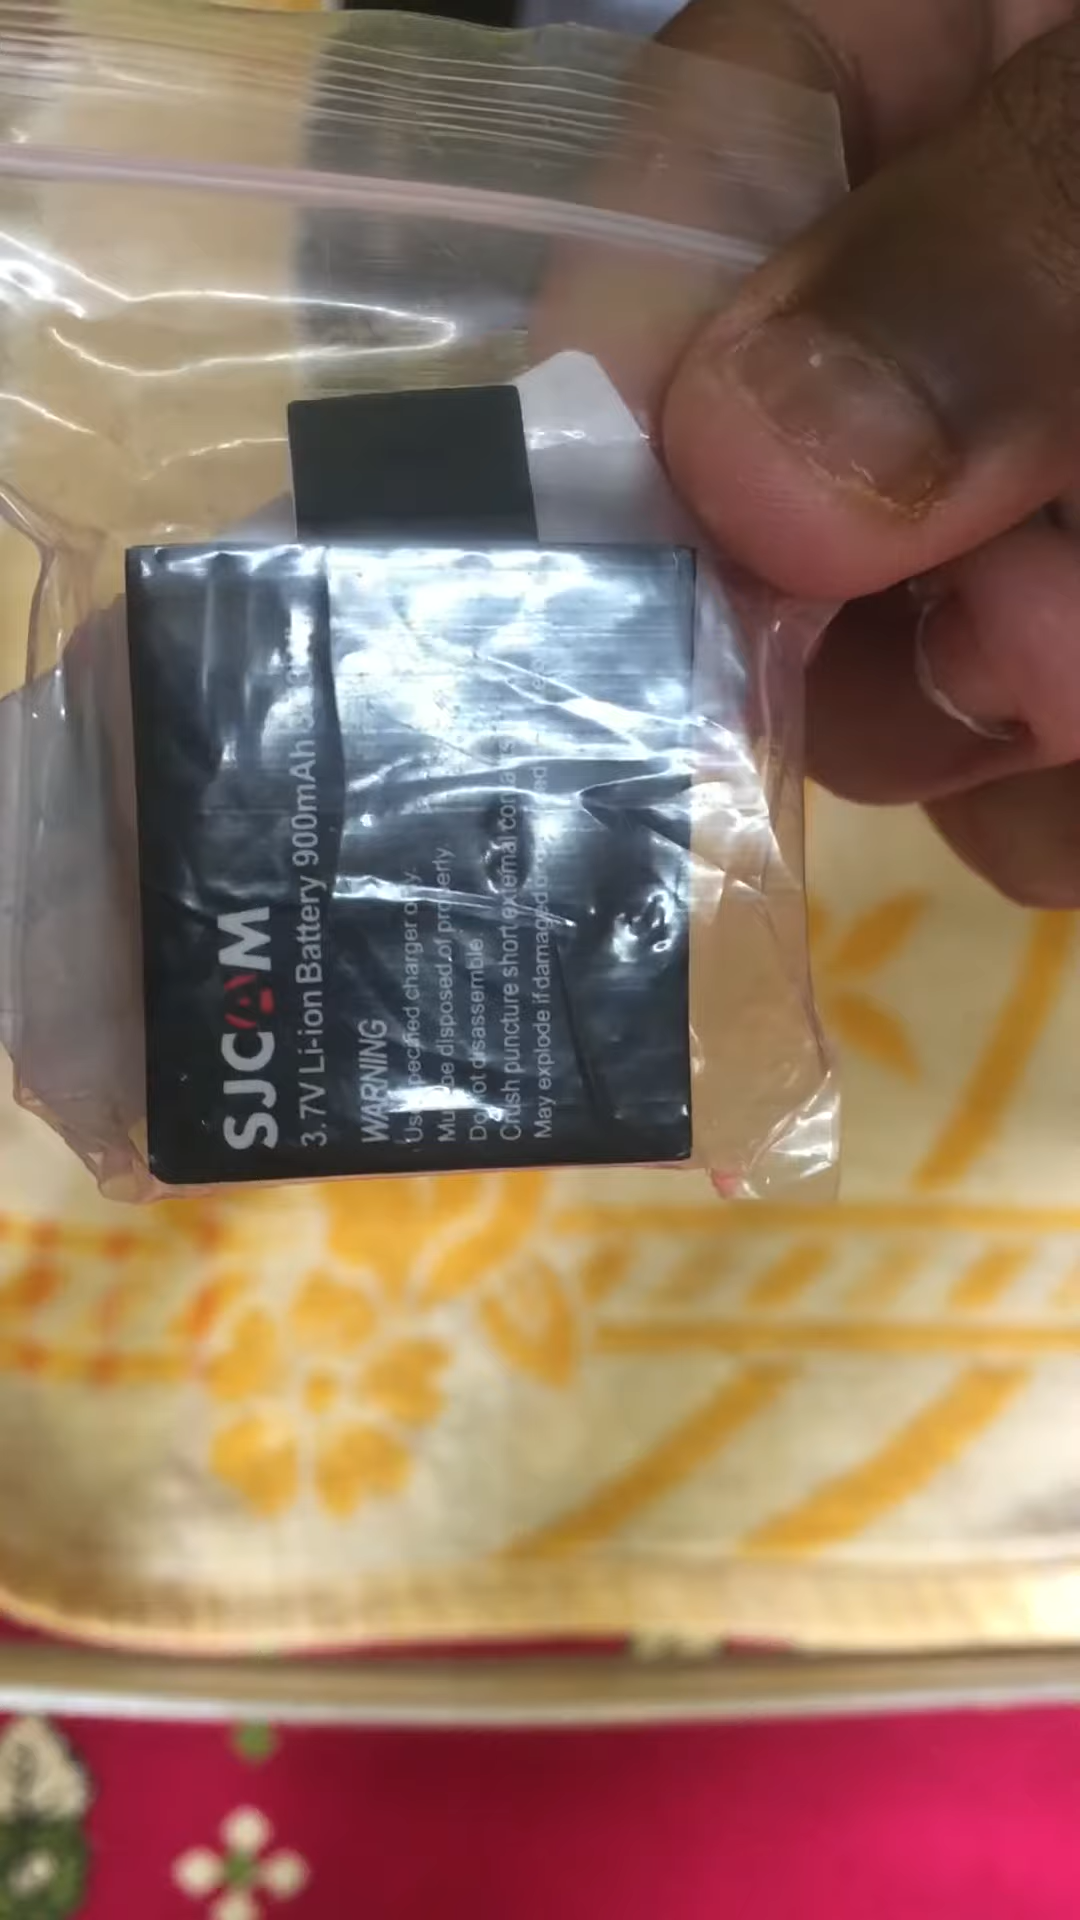 SJCAM
3.7V Li-ion Battery 900mAh
WARNING
specified charger only.
Must be disposed of properly.
Do not disassemble
Crush puncture short external contacts
May explode if damaged or